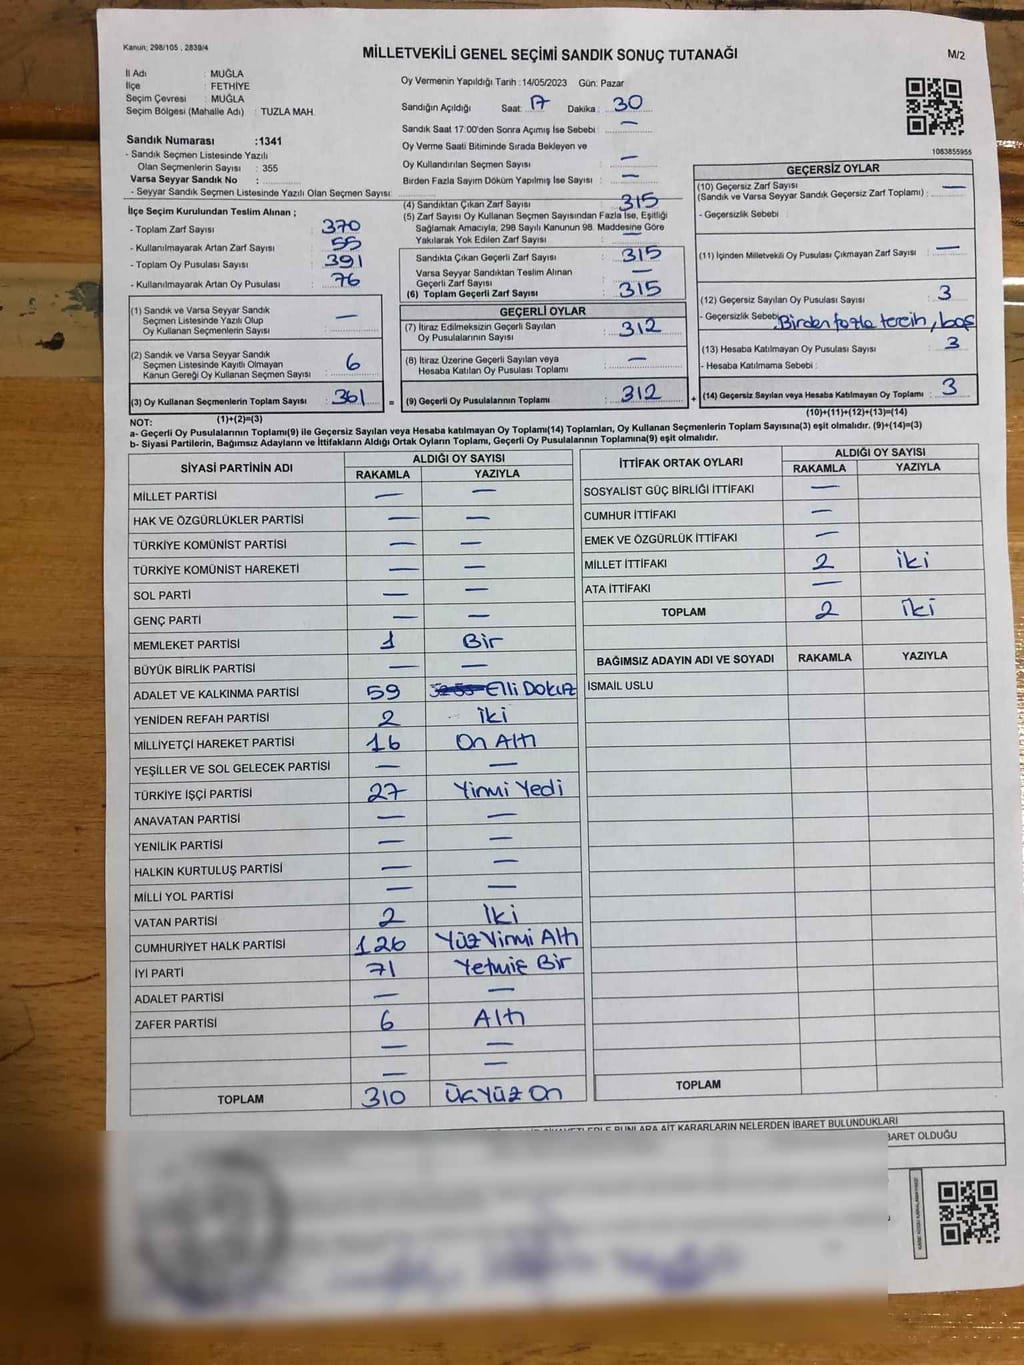 Kanun; 298/105 , 2839/4
MİLLETVEKİLİ GENEL SEÇİMİ SANDIK SONUÇ TUTANAĞI
M/2
İl Adı : MUĞLA
İlçe : FETHİYE
Seçim Çevresi : MUĞLA
Seçim Bölgesi (Mahalle Adı) : TUZLA MAH.
Sandık Numarası :1341
- Sandık Seçmen Listesinde Yazılı
Olan Seçmenlerin Sayısı : 355
Varsa Seyyar Sandık No :
- Seyyar Sandık Seçmen Listesinde Yazılı Olan Seçmen Sayısı:
Oy Vermenin Yapıldığı Tarih :14/05/2023 Gün: Pazar
Sandığın Açıldığı Saat: 17 Dakika : 30
Sandık Saat 17:00'den Sonra Açımış İse Sebebi : —
Oy Verme Saati Bitiminde Sırada Bekleyen ve
Oy Kullandırılan Seçmen Sayısı : —
Birden Fazla Sayım Döküm Yapılmış İse Sayısı : —
1083855955
İlçe Seçim Kurulundan Teslim Alınan ;
- Toplam Zarf Sayısı : 370
- Kullanılmayarak Artan Zarf Sayısı : 55
- Toplam Oy Pusulası Sayısı : 391
- Kullanılmayarak Artan Oy Pusulası : 76
(1) Sandık ve Varsa Seyyar Sandık
Seçmen Listesinde Yazılı Olup
Oy Kullanan Seçmenlerin Sayısı : —
(2) Sandık ve Varsa Seyyar Sandık
Seçmen Listesinde Kayıtlı Olmayan
Kanun Gereği Oy Kullanan Seçmen Sayısı : 6
(3) Oy Kullanan Seçmenlerin Toplam Sayısı : 361
(1)+(2)=(3)
(4) Sandıktan Çıkan Zarf Sayısı : 315
(5) Zarf Sayısı Oy Kullanan Seçmen Sayısından Fazla İse, Eşitliği
Sağlamak Amacıyla, 298 Sayılı Kanunun 98. Maddesine Göre
Yakılarak Yok Edilen Zarf Sayısı : —
Sandıkta Çıkan Geçerli Zarf Sayısı : 315
Varsa Seyyar Sandıktan Teslim Alınan
Geçerli Zarf Sayısı : —
(6) Toplam Geçerli Zarf Sayısı : 315
GEÇERLİ OYLAR
(7) İtiraz Edilmeksizin Geçerli Sayılan
Oy Pusulalarının Sayısı : 312
(8) İtiraz Üzerine Geçerli Sayılan veya
Hesaba Katılan Oy Pusulası Toplamı : —
= (9) Geçerli Oy Pusulalarının Toplamı : 312
GEÇERSİZ OYLAR
(10) Geçersiz Zarf Sayısı
(Sandık ve Varsa Seyyar Sandık Geçersiz Zarf Toplamı) : —
- Geçersizlik Sebebi :
(11) İçinden Milletvekili Oy Pusulası Çıkmayan Zarf Sayısı : —
(12) Geçersiz Sayılan Oy Pusulası Sayısı : 3
- Geçersizlik Sebebi: Birden fazla tercih, boş
(13) Hesaba Katılmayan Oy Pusulası Sayısı : 3
- Hesaba Katılmama Sebebi :
+ (14) Geçersiz Sayılan veya Hesaba Katılmayan Oy Toplamı : 3
(10)+(11)+(12)+(13)=(14)
NOT:
a- Geçerli Oy Pusulalarının Toplam(9) ile Geçersiz Sayılan veya Hesaba katılmayan Oy Toplam(14) Toplamları, Oy Kullanan Seçmenlerin Toplam Sayısına(3) eşit olmalıdır. (9)+(14)=(3)
b- Siyasi Partilerin, Bağımsız Adayların ve İttifakların Aldığı Ortak Oyların Toplamı, Geçerli Oy Pusulalarının Toplamına(9) eşit olmalıdır.
SİYASİ PARTİNİN ADI
ALDIĞI OY SAYISI
RAKAMLA YAZIYLA
MİLLET PARTİSİ — —
HAK VE ÖZGÜRLÜKLER PARTİSİ — —
TÜRKİYE KOMÜNİST PARTİSİ — —
TÜRKİYE KOMÜNİST HAREKETİ — —
SOL PARTİ — —
GENÇ PARTİ — —
MEMLEKET PARTİSİ 1 Bir
BÜYÜK BİRLİK PARTİSİ — —
ADALET VE KALKINMA PARTİSİ 59 Elli Dokuz
YENİDEN REFAH PARTİSİ 2 iki
MİLLİYETÇİ HAREKET PARTİSİ 16 On Altı
YEŞİLLER VE SOL GELECEK PARTİSİ — —
TÜRKİYE İŞÇİ PARTİSİ 27 Yirmi Yedi
ANAVATAN PARTİSİ — —
YENİLİK PARTİSİ — —
HALKIN KURTULUŞ PARTİSİ — —
MİLLİ YOL PARTİSİ — —
VATAN PARTİSİ 2 İki
CUMHURİYET HALK PARTİSİ 126 Yüz Yirmi Altı
İYİ PARTİ 71 Yetmiş Bir
ADALET PARTİSİ — —
ZAFER PARTİSİ 6 Altı
— —
— —
TOPLAM 310 Üç Yüz On
İTTİFAK ORTAK OYLARI
ALDIĞI OY SAYISI
RAKAMLA YAZIYLA
SOSYALİST GÜÇ BİRLİĞİ İTTİFAKI —
CUMHUR İTTİFAKI —
EMEK VE ÖZGÜRLÜK İTTİFAKI —
MİLLET İTTİFAKI 2 iki
ATA İTTİFAKI —
TOPLAM 2 İki
BAĞIMSIZ ADAYIN ADI VE SOYADI RAKAMLA YAZIYLA
İSMAİL USLU
TOPLAM
BUNLARA AİT KARARLARIN NELERDEN İBARET BULUNDUKLARI
İBARET OLDUĞU